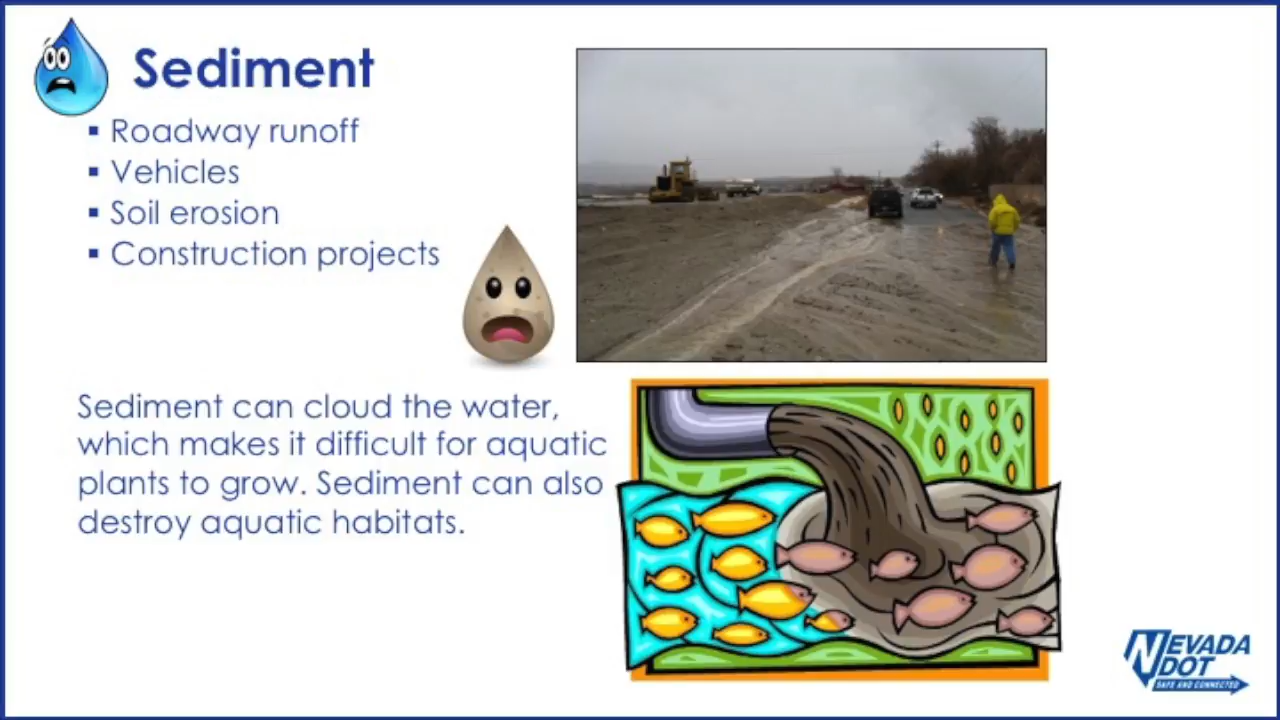 Sediment
▪ Roadway runoff
▪ Vehicles
▪ Soil erosion
▪ Construction projects
Sediment can cloud the water,
which makes it difficult for aquatic
plants to grow. Sediment can also
destroy aquatic habitats.
NEVADA
DOT
SAFE AND CONNECTED